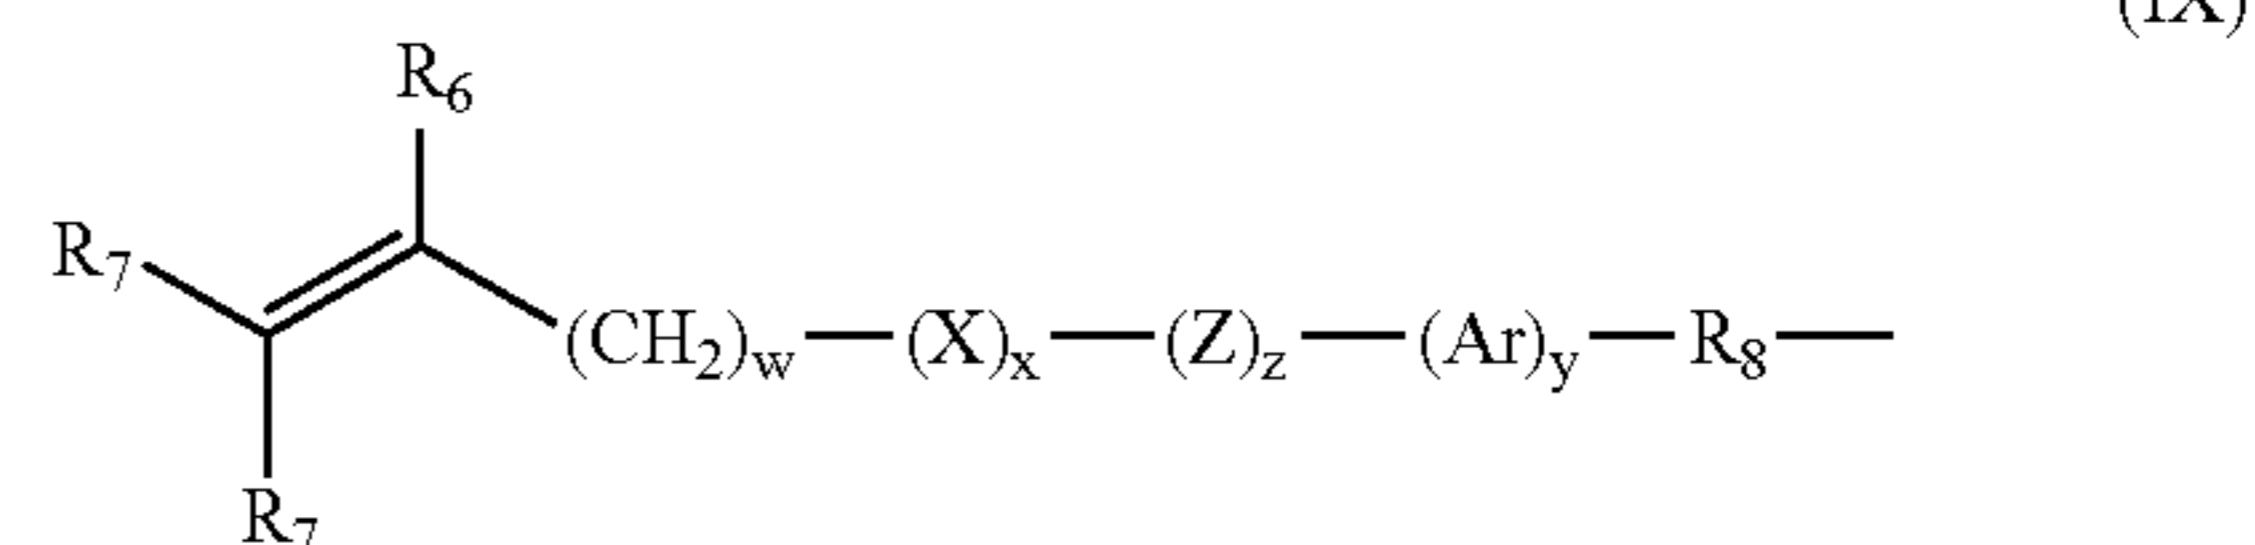 (IX)
R₆
R₇
(CH₂)w—(X)x—(Z)z—(Ar)y—R₈—
R₇